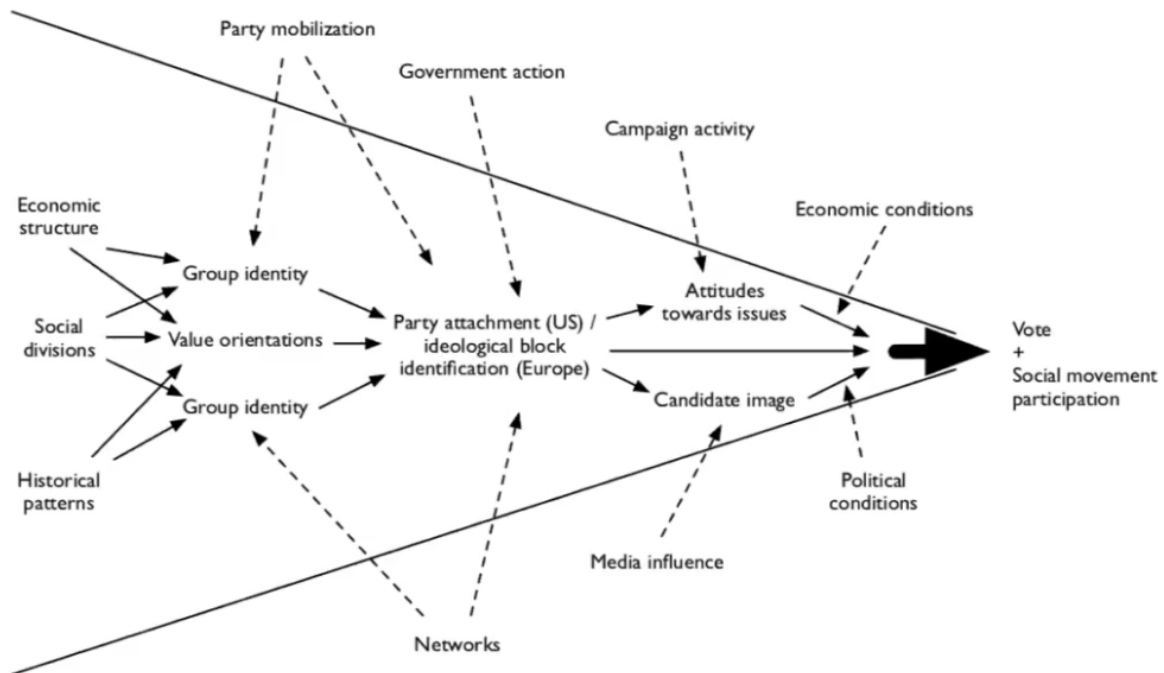 Party mobilization
Government action
Campaign activity
Economic
structure
Economic conditions
Group identity
Attitudes
towards issues
Social
divisions
Value orientations
Party attachment (US) /
ideological block
identification (Europe)
Vote
+
Social movement
participation
Group identity
Candidate image
Historical
patterns
Political
conditions
Media influence
Networks